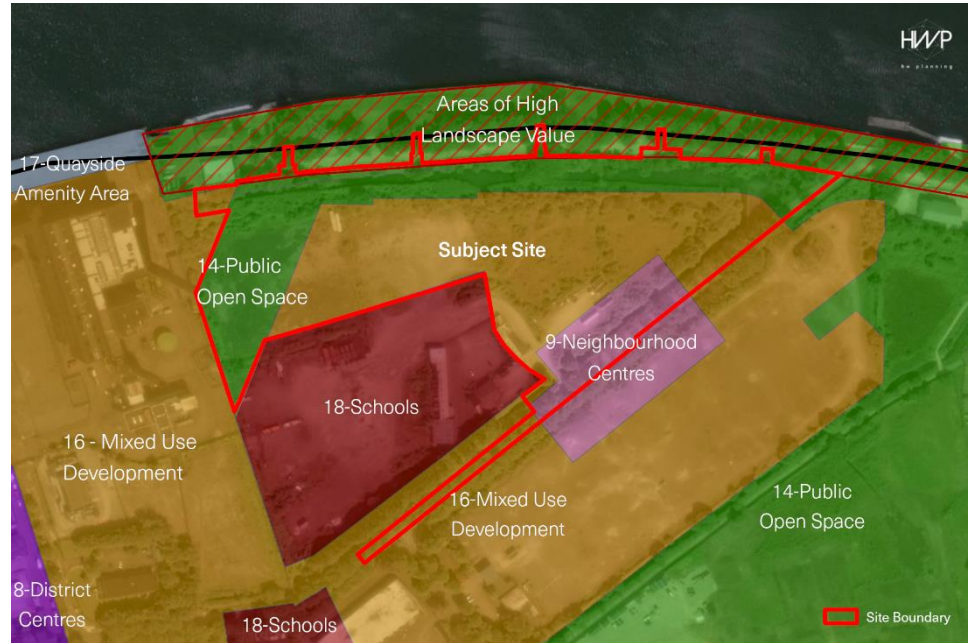 HWP
hw planning
Areas of High
Landscape Value
17-Quayside
Amenity Area
Subject Site
14-Public
Open Space
9-Neighbourhood
Centres
18-Schools
16 - Mixed Use
Development
16-Mixed Use
Development
14-Public
Open Space
8-District
Centres
18-Schools
Site Boundary